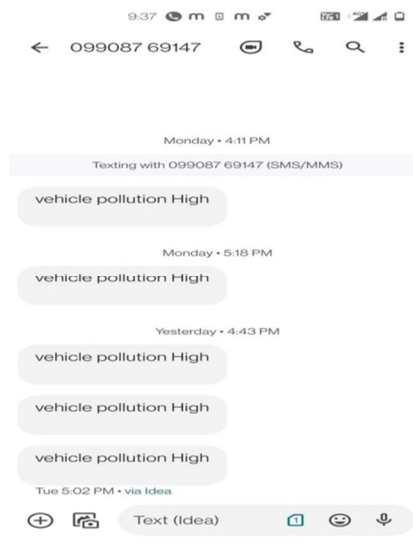 9:37
099087 69147
Monday • 4:11 PM
Texting with 099087 69147 (SMS/MMS)
vehicle pollution High
Monday • 5:18 PM
vehicle pollution High
Yesterday • 4:43 PM
vehicle pollution High
vehicle pollution High
vehicle pollution High
Tue 5:02 PM • via Idea
Text (Idea)
1